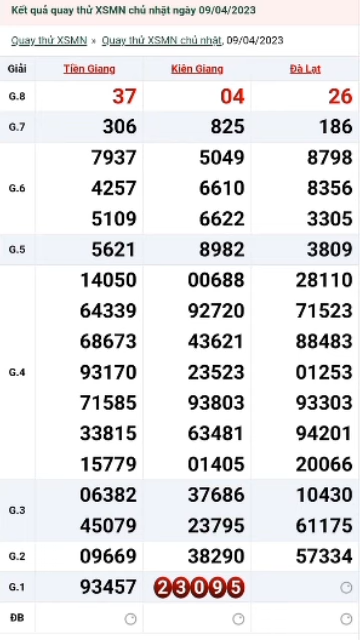 Kết quả quay thử XSMN chủ nhật ngày 09/04/2023
Quay thử XSMN » Quay thử XSMN chủ nhật, 09/04/2023
Giải Tiền Giang Kiên Giang Đà Lạt
G.8 37 04 26
G.7 306 825 186
7937 5049 8798
G.6 4257 6610 8356
5109 6622 3305
G.5 5621 8982 3809
14050 00688 28110
64339 92720 71523
68673 43621 88483
G.4 93170 23523 01253
71585 93803 93303
33815 63481 94201
15779 01405 20066
G.3 06382 37686 10430
45079 23795 61175
G.2 09669 38290 57334
G.1 93457 23095
ĐB